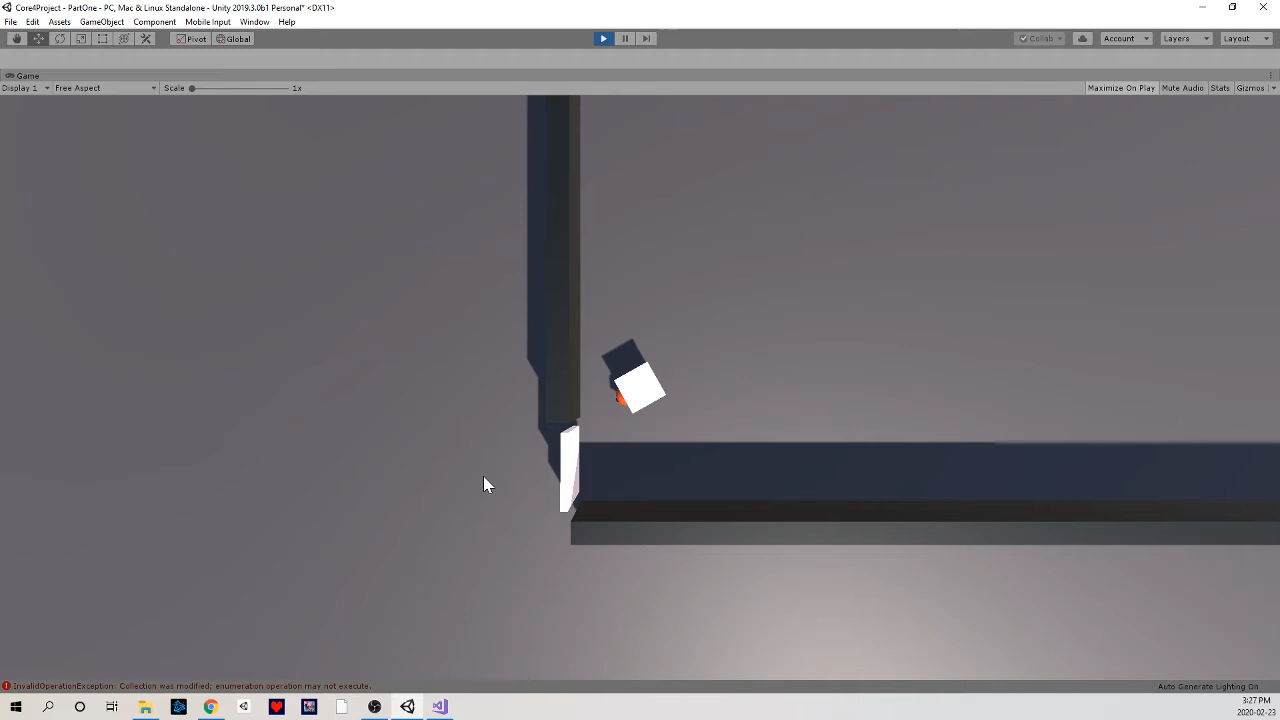 Core4Project - PartOne - PC, Mac & Linux Standalone - Unity 2019.3.0b1 Personal* <DX11>
File Edit Assets GameObject Component Mobile Input Window Help
Pivot Global Collab Account Layers Layout
Game
Display 1 Free Aspect Scale 1x Maximize On Play Mute Audio Stats Gizmos
InvalidOperationException: Collection was modified; enumeration operation may not execute. Auto Generate Lighting On
3:27 PM
2020-02-23